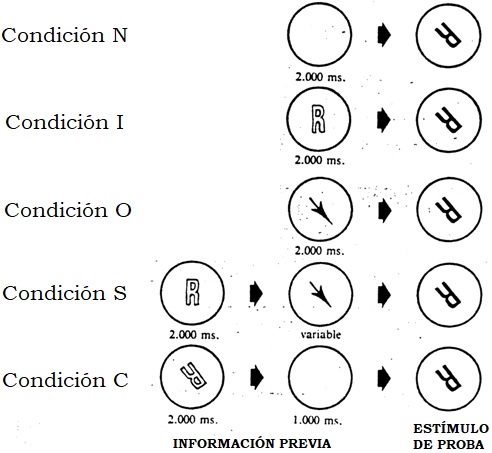 Condición N
2.000 ms.
R
Condición I
R
2.000 ms.
R
Condición O
2.000 ms.
R
Condición S
R
2.000 ms.
variable
R
Condición C
R
2.000 ms.
1.000 ms.
R
INFORMACIÓN PREVIA
ESTÍMULO
DE PROBA